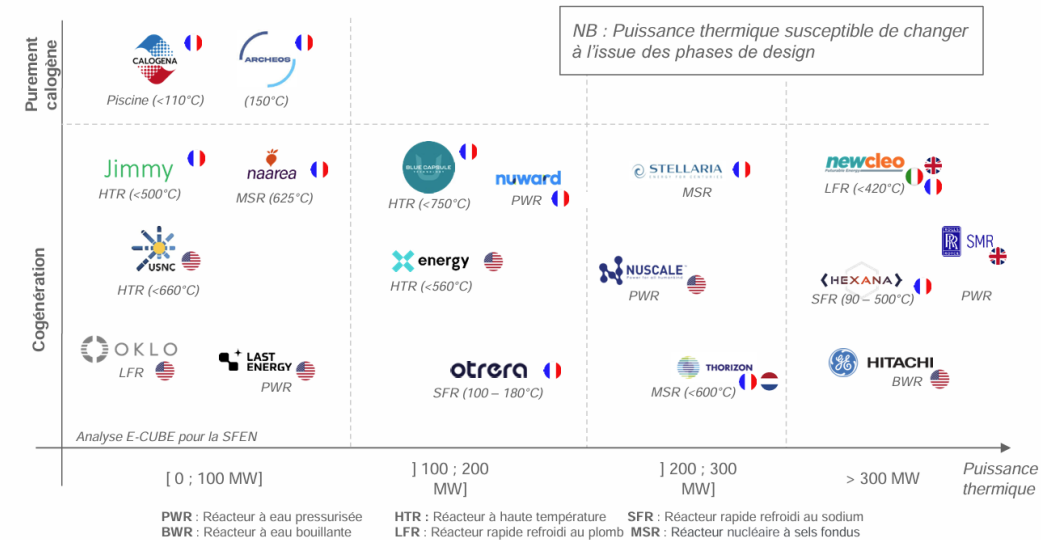 Purement
calogène
NB : Puissance thermique susceptible de changer
à l'issue des phases de design
CALOGENA
Piscine (<110°C)
ARCHEOS
(150°C)
Cogénération
Jimmy
HTR (<500°C)
naarea
MSR (625°C)
BLUE CAPSULE
HTR (<750°C)
nuward
PWR
STELLARIA
MSR
newcleo
Futurable Energy
LFR (<420°C)
USNC
HTR (<660°C)
energy
HTR (<560°C)
NUSCALE™
PWR
HEXANA
SFR (90 – 500°C)
RR SMR
PWR
OKLO
LFR
LAST
ENERGY
PWR
otrera
SFR (100 – 180°C)
THORIZON
MSR (<600°C)
HITACHI
BWR
Analyse E-CUBE pour la SFEN
[ 0 ; 100 MW]
] 100 ; 200
MW]
] 200 ; 300
MW]
> 300 MW
Puissance
thermique
PWR : Réacteur à eau pressurisée
HTR : Réacteur à haute température
SFR : Réacteur rapide refroidi au sodium
BWR : Réacteur à eau bouillante
LFR : Réacteur rapide refroidi au plomb
MSR : Réacteur nucléaire à sels fondus